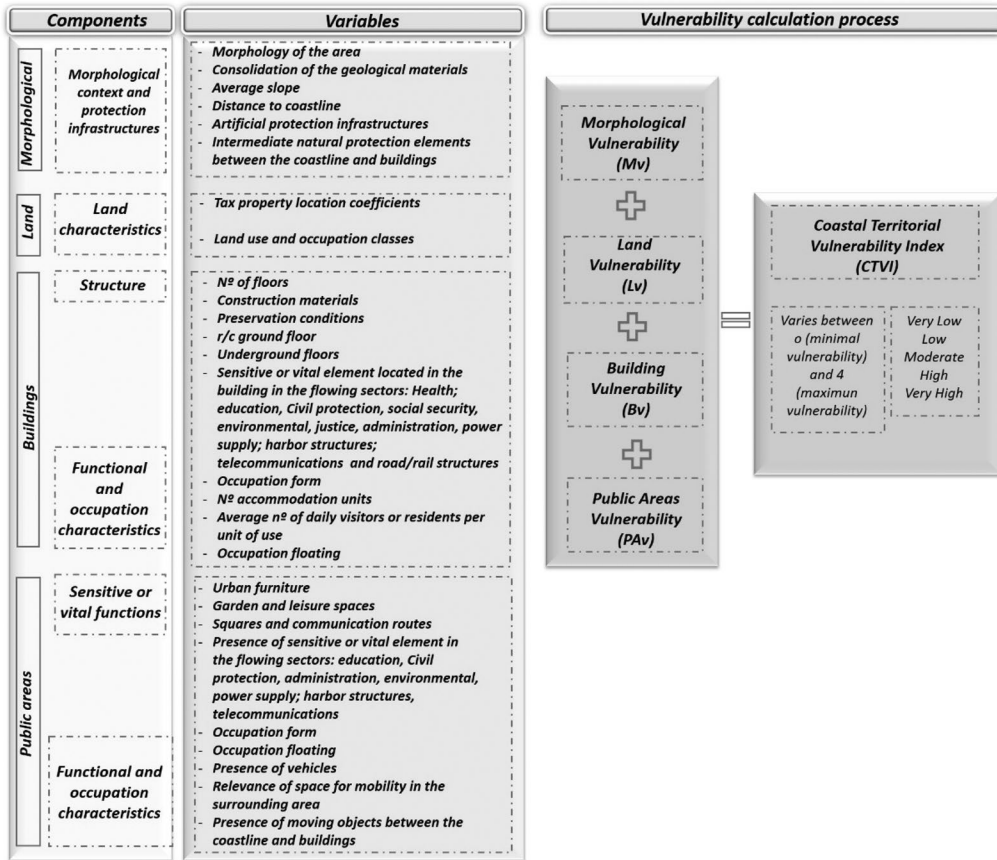 Components
Variables
Vulnerability calculation process
Morphological
Morphological
context and
protection
infrastructures
- Morphology of the area
- Consolidation of the geological materials
- Average slope
- Distance to coastline
- Artificial protection infrastructures
- Intermediate natural protection elements
between the coastline and buildings
Land
Land
characteristics
- Tax property location coefficients
- Land use and occupation classes
Buildings
Structure
- Nº of floors
- Construction materials
- Preservation conditions
- r/c ground floor
- Underground floors
- Sensitive or vital element located in the
building in the flowing sectors: Health;
education, Civil protection, social security,
environmental, justice, administration, power
supply; harbor structures;
telecommunications and road/rail structures
- Occupation form
- Nº accommodation units
- Average nº of daily visitors or residents per
unit of use
- Occupation floating
Functional
and
occupation
characteristics
Public areas
Sensitive or
vital functions
- Urban furniture
- Garden and leisure spaces
- Squares and communication routes
- Presence of sensitive or vital element in
the flowing sectors: education, Civil
protection, administration, environmental,
power supply; harbor structures,
telecommunications
- Occupation form
- Occupation floating
- Presence of vehicles
- Relevance of space for mobility in the
surrounding area
- Presence of moving objects between the
coastline and buildings
Functional and
occupation
characteristics
Morphological
Vulnerability
(Mv)
Land
Vulnerability
(Lv)
Building
Vulnerability
(Bv)
Public Areas
Vulnerability
(PAv)
Coastal Territorial
Vulnerability Index
(CTVI)
Varies between
o (minimal
vulnerability)
and 4
(maximun
vulnerability)
Very Low
Low
Moderate
High
Very High